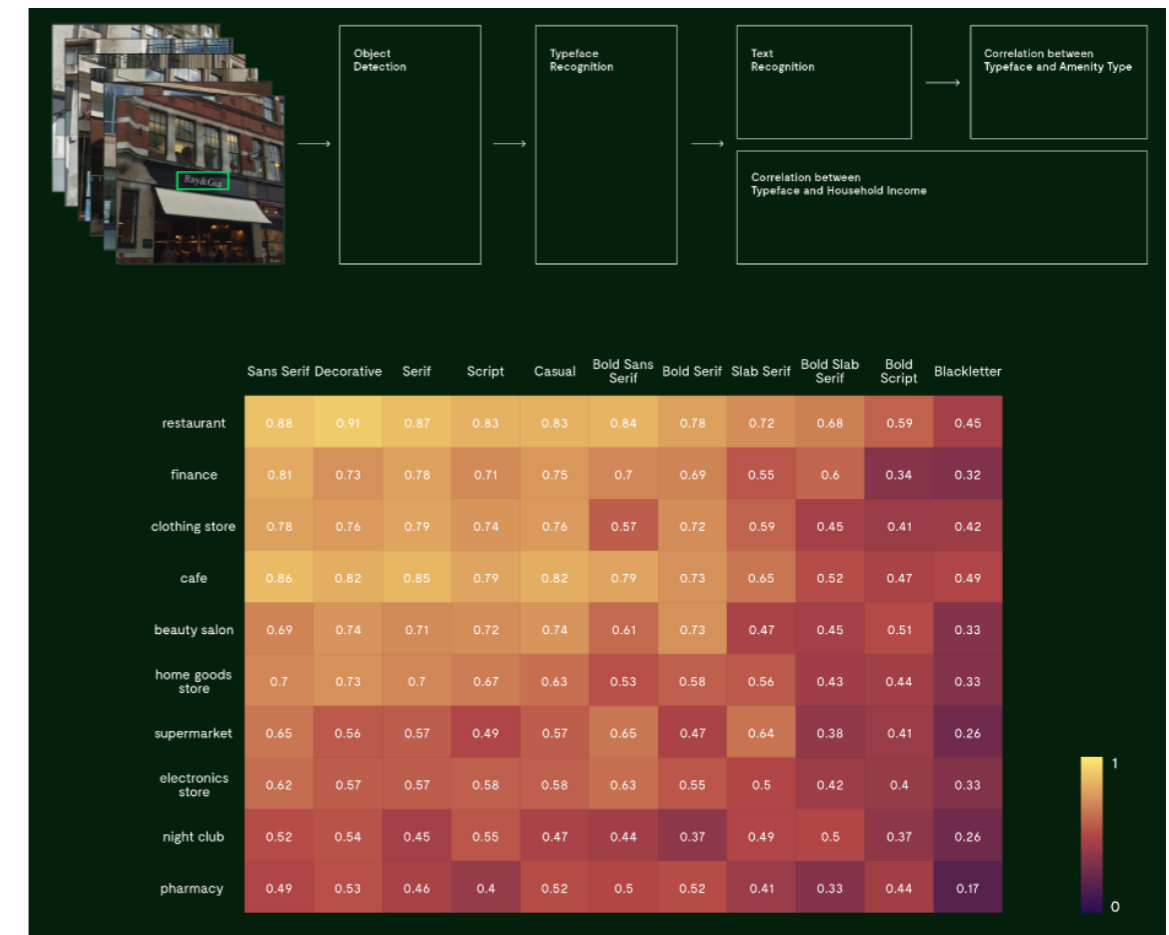 Object
Detection
Typeface
Recognition
Text
Recognition
Correlation between
Typeface and Amenity Type
Correlation between
Typeface and Household Income
Ray&Gia
Sans Serif Decorative Serif Script Casual Bold Sans Serif Bold Serif Slab Serif Bold Slab Serif Bold Script Blackletter
restaurant 0.88 0.91 0.87 0.83 0.83 0.84 0.78 0.72 0.68 0.59 0.45
finance 0.81 0.73 0.78 0.71 0.75 0.7 0.69 0.55 0.6 0.34 0.32
clothing store 0.78 0.76 0.79 0.74 0.76 0.57 0.72 0.59 0.45 0.41 0.42
cafe 0.86 0.82 0.85 0.79 0.82 0.79 0.73 0.65 0.52 0.47 0.49
beauty salon 0.69 0.74 0.71 0.72 0.74 0.61 0.73 0.47 0.45 0.51 0.33
home goods store 0.7 0.73 0.7 0.67 0.63 0.53 0.58 0.56 0.43 0.44 0.33
supermarket 0.65 0.56 0.57 0.49 0.57 0.65 0.47 0.64 0.38 0.41 0.26
electronics store 0.62 0.57 0.57 0.58 0.58 0.63 0.55 0.5 0.42 0.4 0.33
night club 0.52 0.54 0.45 0.55 0.47 0.44 0.37 0.49 0.5 0.37 0.26
pharmacy 0.49 0.53 0.46 0.4 0.52 0.5 0.52 0.41 0.33 0.44 0.17
1
0